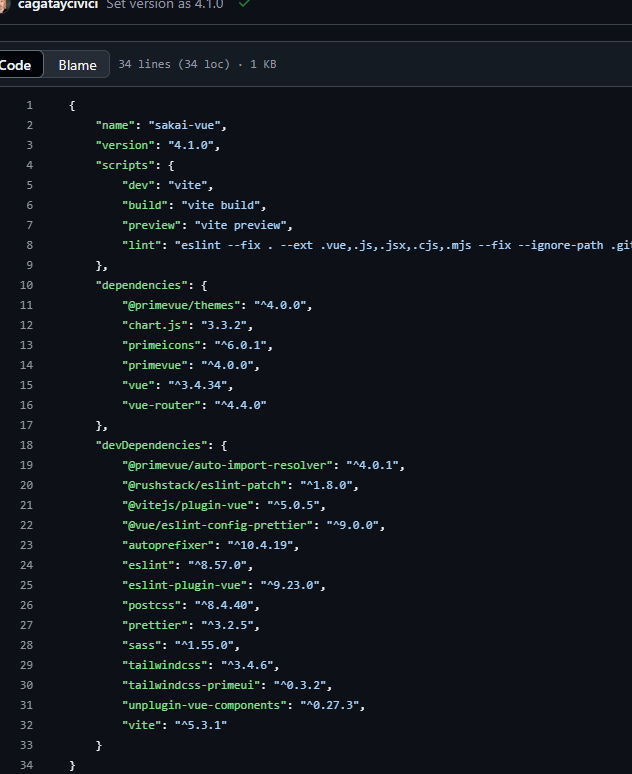 cagataycivici Set version as 4.1.0
Code Blame 34 lines (34 loc) · 1 KB
1 {
2 "name": "sakai-vue",
3 "version": "4.1.0",
4 "scripts": {
5 "dev": "vite",
6 "build": "vite build",
7 "preview": "vite preview",
8 "lint": "eslint --fix . --ext .vue,.js,.jsx,.cjs,.mjs --fix --ignore-path .git
9 },
10 "dependencies": {
11 "@primevue/themes": "^4.0.0",
12 "chart.js": "3.3.2",
13 "primeicons": "^6.0.1",
14 "primevue": "^4.0.0",
15 "vue": "^3.4.34",
16 "vue-router": "^4.4.0"
17 },
18 "devDependencies": {
19 "@primevue/auto-import-resolver": "^4.0.1",
20 "@rushstack/eslint-patch": "^1.8.0",
21 "@vitejs/plugin-vue": "^5.0.5",
22 "@vue/eslint-config-prettier": "^9.0.0",
23 "autoprefixer": "^10.4.19",
24 "eslint": "^8.57.0",
25 "eslint-plugin-vue": "^9.23.0",
26 "postcss": "^8.4.40",
27 "prettier": "^3.2.5",
28 "sass": "^1.55.0",
29 "tailwindcss": "^3.4.6",
30 "tailwindcss-primeui": "^0.3.2",
31 "unplugin-vue-components": "^0.27.3",
32 "vite": "^5.3.1"
33 }
34 }